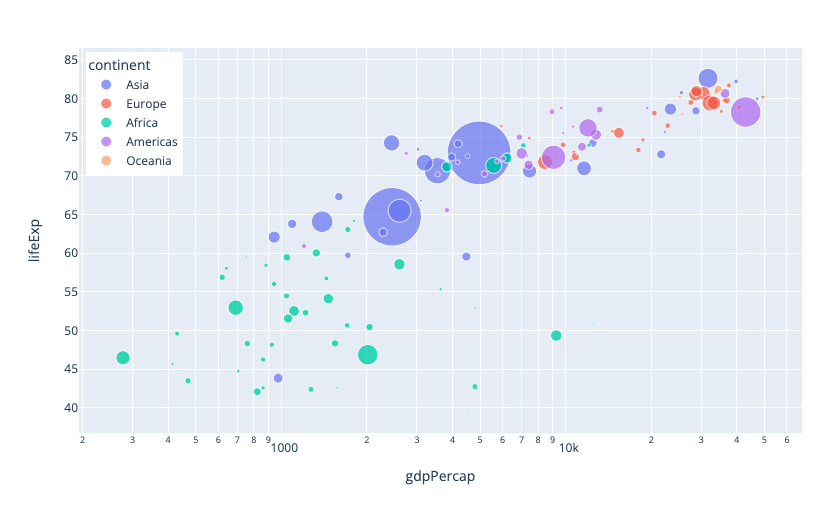 continent
Asia
Europe
Africa
Americas
Oceania
85
80
75
70
65
60
55
50
45
40
lifeExp
2 3 4 5 6 7 8 9 1000 2 3 4 5 6 7 8 9 10k 2 3 4 5 6
gdpPercap